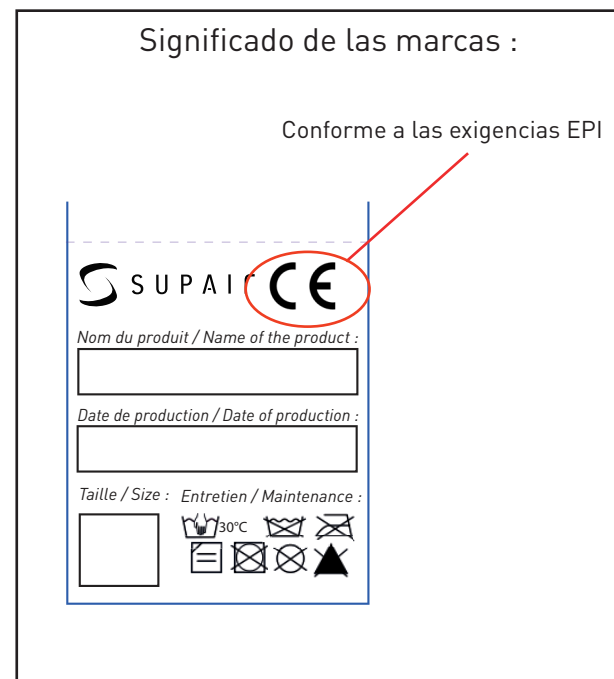 Significado de las marcas :
Conforme a las exigencias EPI
SUPAIR CE
Nom du produit / Name of the product :
Date de production / Date of production :
Taille / Size : Entretien / Maintenance :
30°C